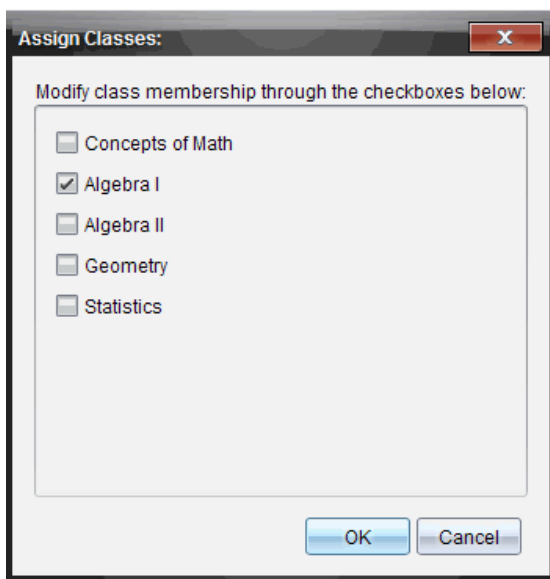 Assign Classes:
Modify class membership through the checkboxes below:
Concepts of Math
Algebra I
Algebra II
Geometry
Statistics
OK Cancel